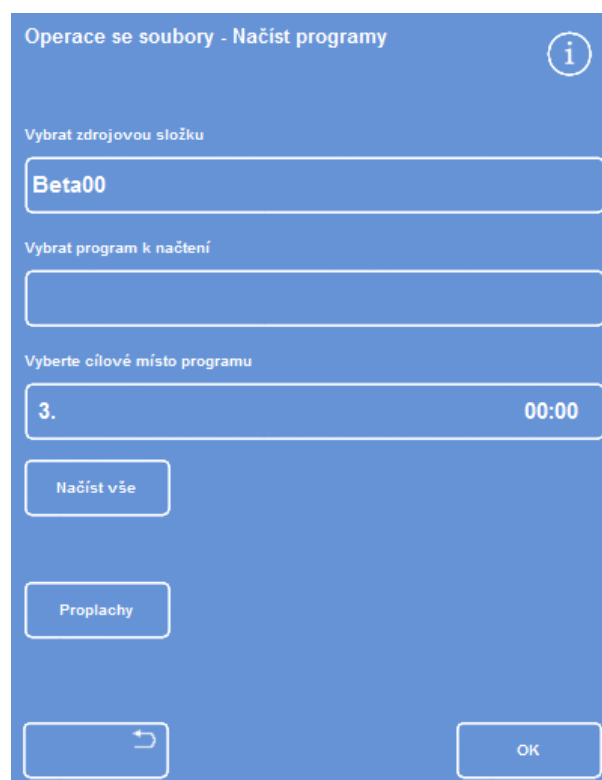 Operace se soubory - Načíst programy
i
Vybrat zdrojovou složku
Beta00
Vybrat program k načtení
Vyberte cílové místo programu
3. 00:00
Načíst vše
Proplachy
OK